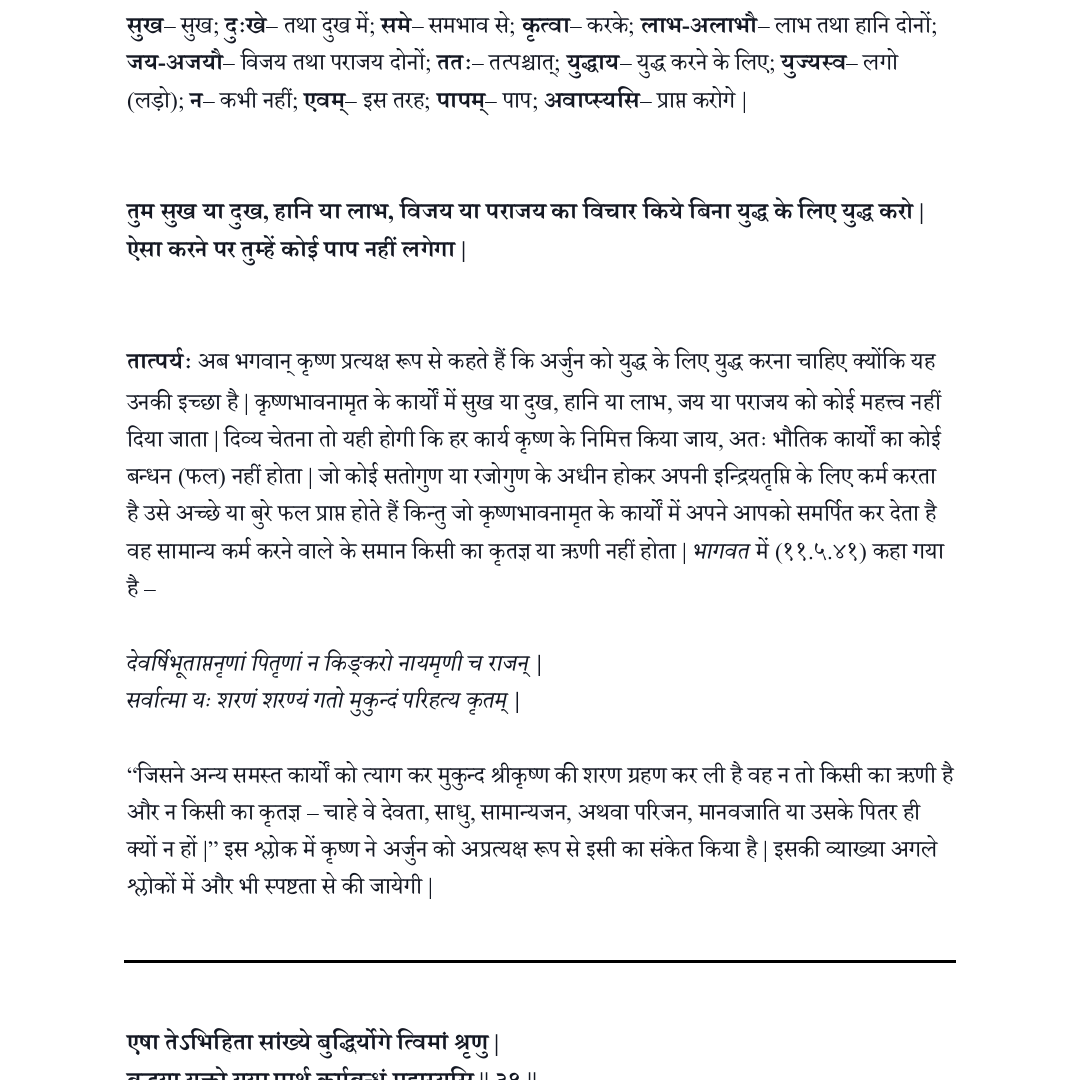 सुख– सुख; दुःखे– तथा दुख में; समे– समभाव से; कृत्वा– करके; लाभ-अलाभौ– लाभ तथा हानि दोनों;
जय-अजयौ– विजय तथा पराजय दोनों; ततः– तत्पश्चात्; युद्धाय– युद्ध करने के लिए; युज्यस्व– लगो
(लड़ो); न– कभी नहीं; एवम्– इस तरह; पापम्– पाप; अवाप्स्यसि– प्राप्त करोगे |
तुम सुख या दुख, हानि या लाभ, विजय या पराजय का विचार किये बिना युद्ध के लिए युद्ध करो |
ऐसा करने पर तुम्हें कोई पाप नहीं लगेगा |
तात्पर्यः अब भगवान् कृष्ण प्रत्यक्ष रूप से कहते हैं कि अर्जुन को युद्ध के लिए युद्ध करना चाहिए क्योंकि यह
उनकी इच्छा है | कृष्णभावनामृत के कार्यों में सुख या दुख, हानि या लाभ, जय या पराजय को कोई महत्त्व नहीं
दिया जाता | दिव्य चेतना तो यही होगी कि हर कार्य कृष्ण के निमित्त किया जाय, अतः भौतिक कार्यों का कोई
बन्धन (फल) नहीं होता | जो कोई सतोगुण या रजोगुण के अधीन होकर अपनी इन्द्रियतृप्ति के लिए कर्म करता
है उसे अच्छे या बुरे फल प्राप्त होते हैं किन्तु जो कृष्णभावनामृत के कार्यों में अपने आपको समर्पित कर देता है
वह सामान्य कर्म करने वाले के समान किसी का कृतज्ञ या ऋणी नहीं होता | भागवत में (११.५.४१) कहा गया
है –
देवर्षिभूताप्तनृणां पितृणां न किङ्करो नायमृणी च राजन् |
सर्वात्मा यः शरणं शरण्यं गतो मुकुन्दं परिहत्य कृतम् |
“जिसने अन्य समस्त कार्यों को त्याग कर मुकुन्द श्रीकृष्ण की शरण ग्रहण कर ली है वह न तो किसी का ऋणी है
और न किसी का कृतज्ञ – चाहे वे देवता, साधु, सामान्यजन, अथवा परिजन, मानवजाति या उसके पितर ही
क्यों न हों |” इस श्लोक में कृष्ण ने अर्जुन को अप्रत्यक्ष रूप से इसी का संकेत किया है | इसकी व्याख्या अगले
श्लोकों में और भी स्पष्टता से की जायेगी |
एषा तेऽभिहिता सांख्ये बुद्धिर्योगे त्विमां श्रृणु |